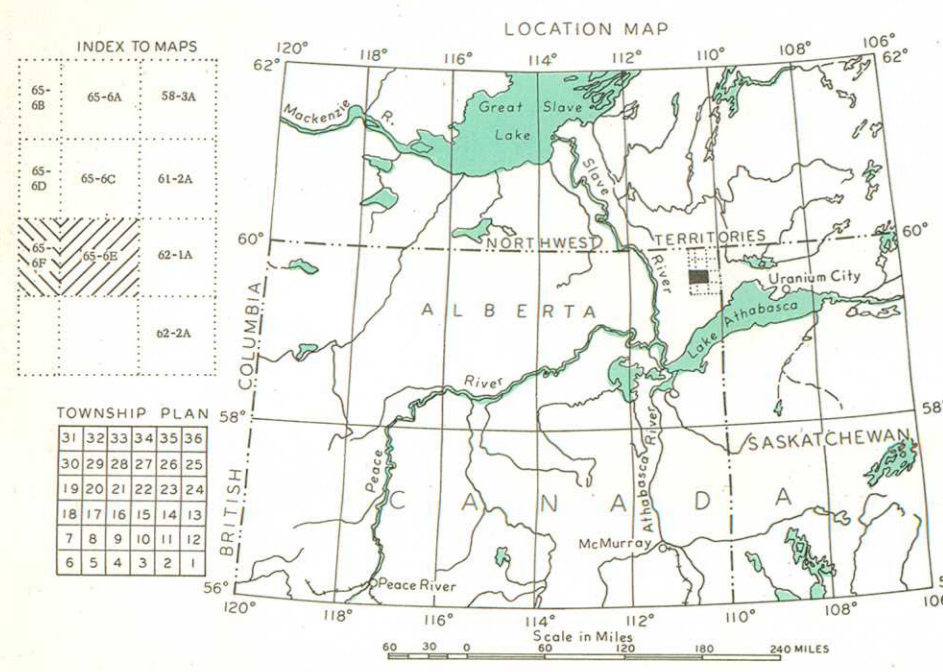 INDEX TO MAPS
65-6B
65-6A
58-3A
65-6D
65-6C
61-2A
65-6F
65-6E
62-1A
62-2A
TOWNSHIP PLAN
31 32 33 34 35 36
30 29 28 27 26 25
19 20 21 22 23 24
18 17 16 15 14 13
7 8 9 10 11 12
6 5 4 3 2 1
LOCATION MAP
120° 118° 116° 114° 112° 110° 108° 106°
62° 62°
Mackenzie R.
Great Slave
Lake
Slave River
60° 60°
NORTHWEST TERRITORIES
Uranium City
Lake Athabasca
ALBERTA
BRITISH COLUMBIA
Peace River
58° 58°
SASKATCHEWAN
Athabasca River
CANADA
McMurray
Peace River
56°
120° 118° 116° 114° 112° 110° 108°
Scale in Miles
60 30 0 60 120 180 240 MILES